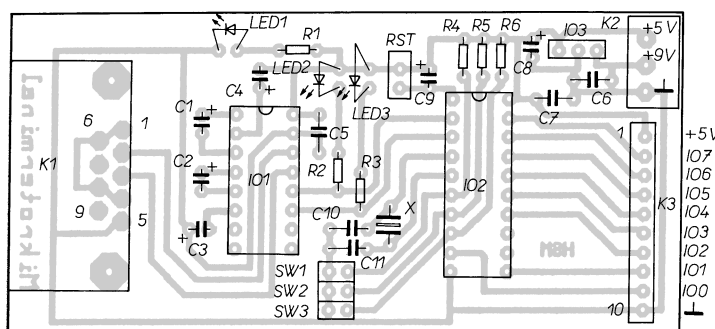 LED1
R1
LED2
RST
R4
R5
R6
IO3
K2
+5V
+9V
C4
LED3
C9
C8
C6
C7
C1
C5
6
1
K1
C2
IO1
R2
R3
IO2
1
+5V
IO7
IO6
IO5
IO4
K3
IO3
IO2
IO1
IO0
10
9
5
C3
C10
X
C11
SW1
SW2
SW3
Mikroterminal
M&H